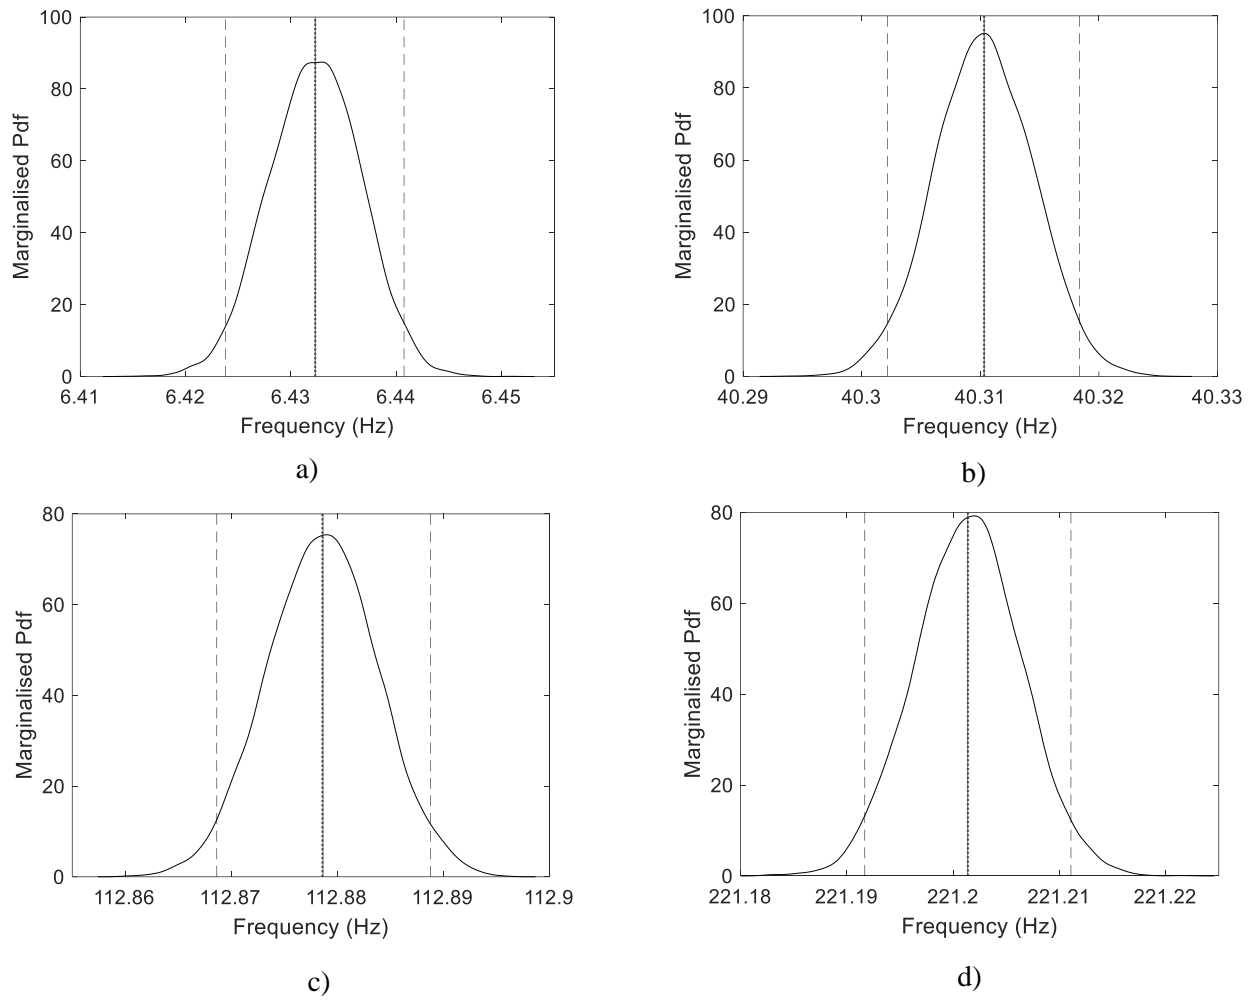 100
80
60
40
20
0
Marginalised Pdf
6.41 6.42 6.43 6.44 6.45
Frequency (Hz)
a)
100
80
60
40
20
0
Marginalised Pdf
40.29 40.3 40.31 40.32 40.33
Frequency (Hz)
b)
80
60
40
20
0
Marginalised Pdf
112.86 112.87 112.88 112.89 112.9
Frequency (Hz)
c)
80
60
40
20
0
Marginalised Pdf
221.18 221.19 221.2 221.21 221.22
Frequency (Hz)
d)